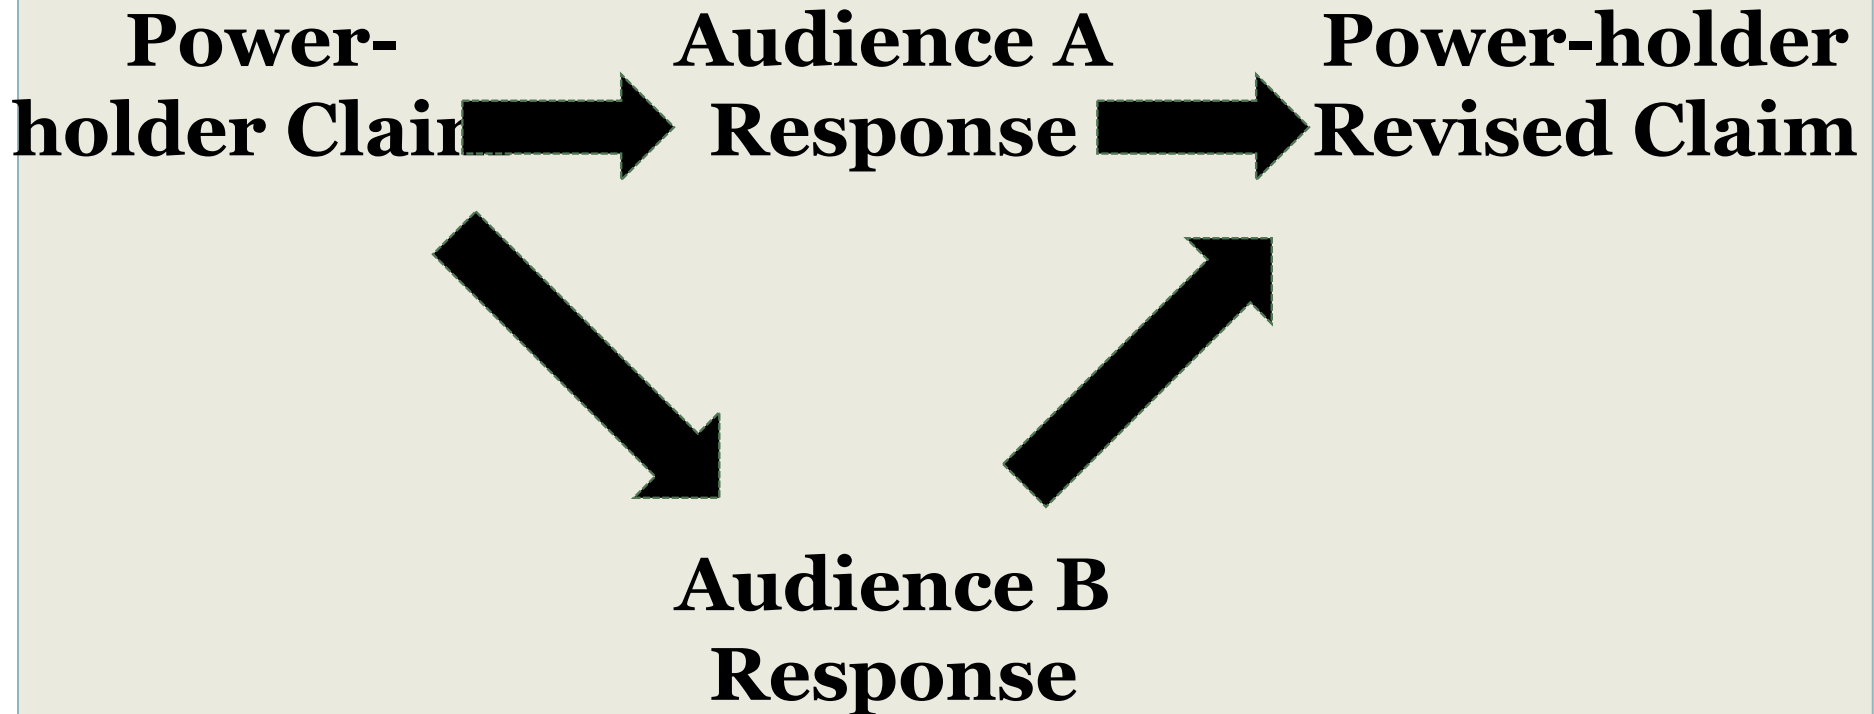 Power-
holder Claim
Audience A
Response
Power-holder
Revised Claim
Audience B
Response